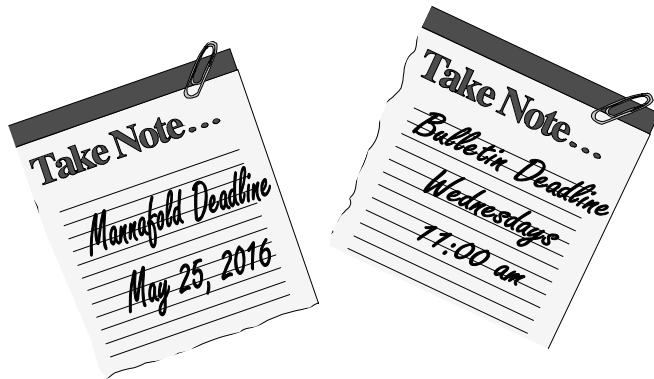 Take Note...
Mannafold Deadline
May 25, 2016
Take Note...
Bulletin Deadline
Wednesdays
11:00 am